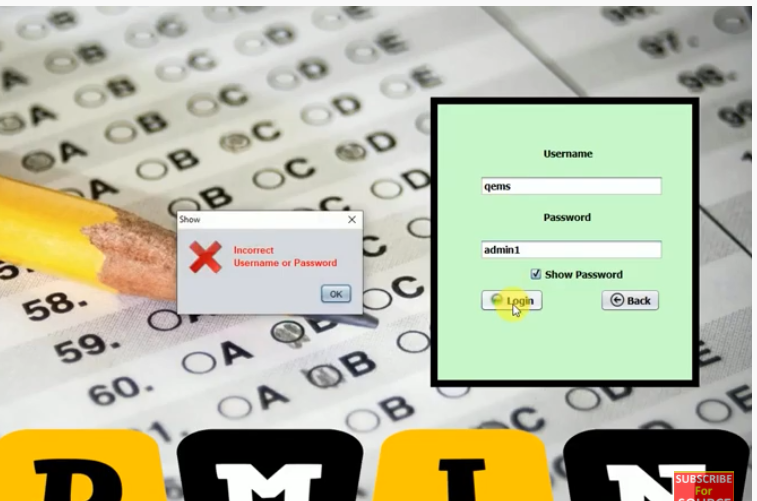 Show
Incorrect
Username or Password
OK
Username
qems
Password
admin1
Show Password
Login
Back
A B C D E
58.
59.
60.
A B
A B
D M I N
SUBSCRIBE
For
SOURCE